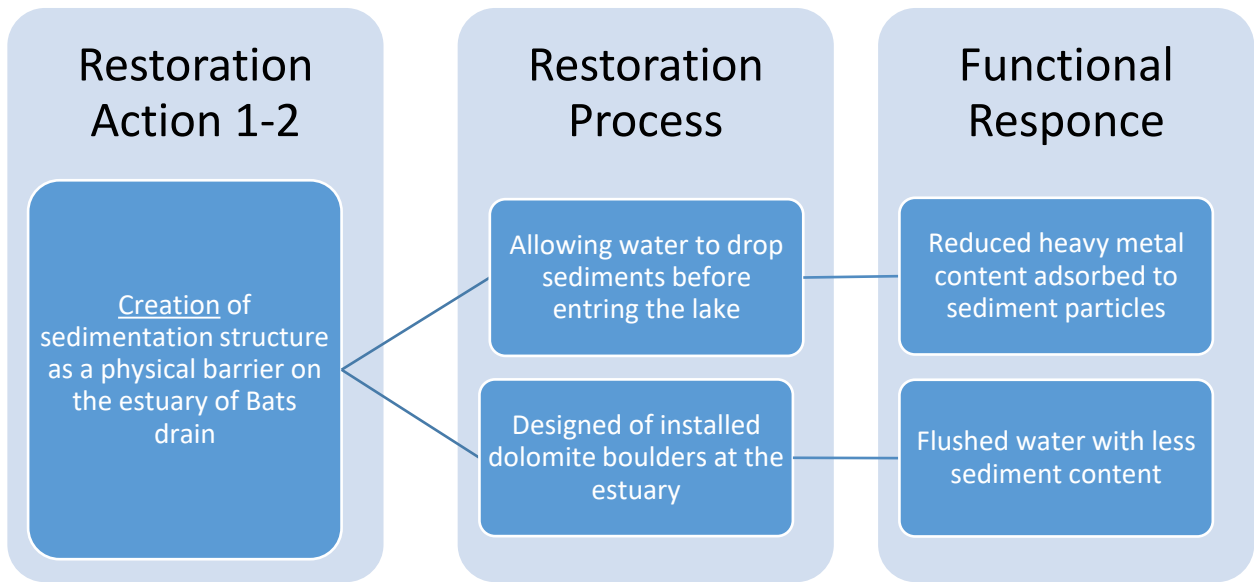 Restoration
Action 1-2
Creation of
sedimentation structure
as a physical barrier on
the estuary of Bats
drain
Restoration
Process
Allowing water to drop
sediments before
entring the lake
Designed of installed
dolomite boulders at the
estuary
Functional
Responce
Reduced heavy metal
content adsorbed to
sediment particles
Flushed water with less
sediment content